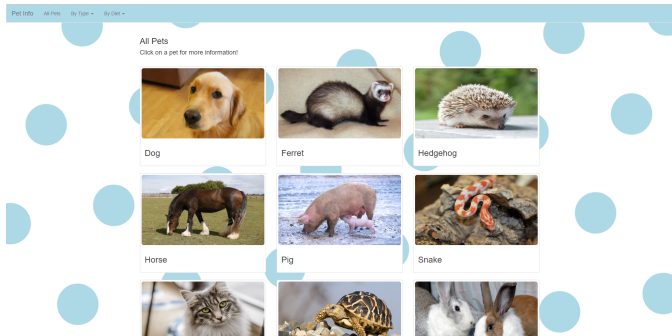 Pet Info All Pets By Type By Diet
All Pets
Click on a pet for more information!
Dog Ferret Hedgehog
Horse Pig Snake